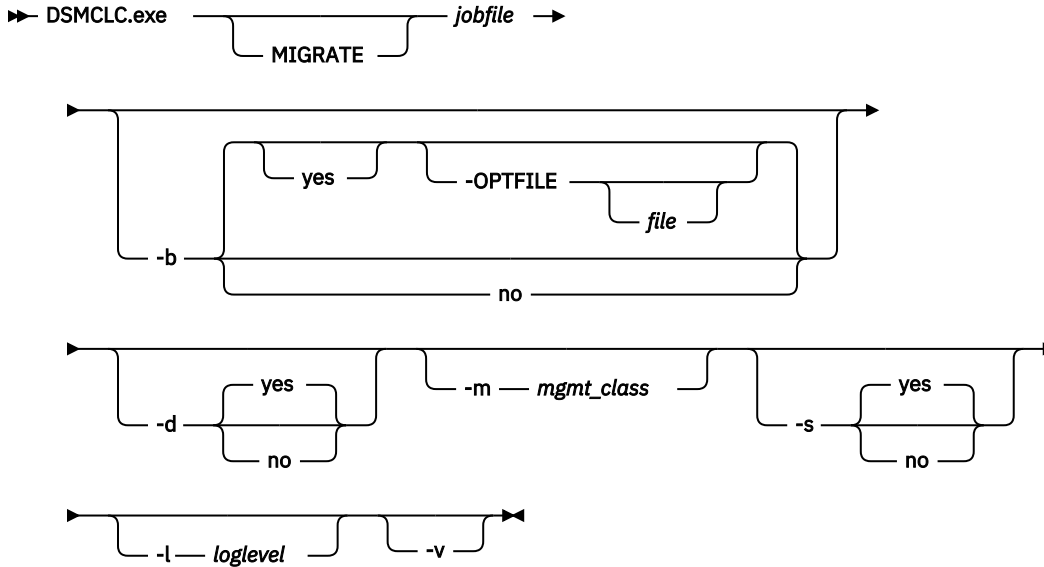 DSMCLC.exe jobfile
MIGRATE
yes -OPTFILE
file
-b
no
yes -m mgmt_class yes
-d -s
no no
-l loglevel -v